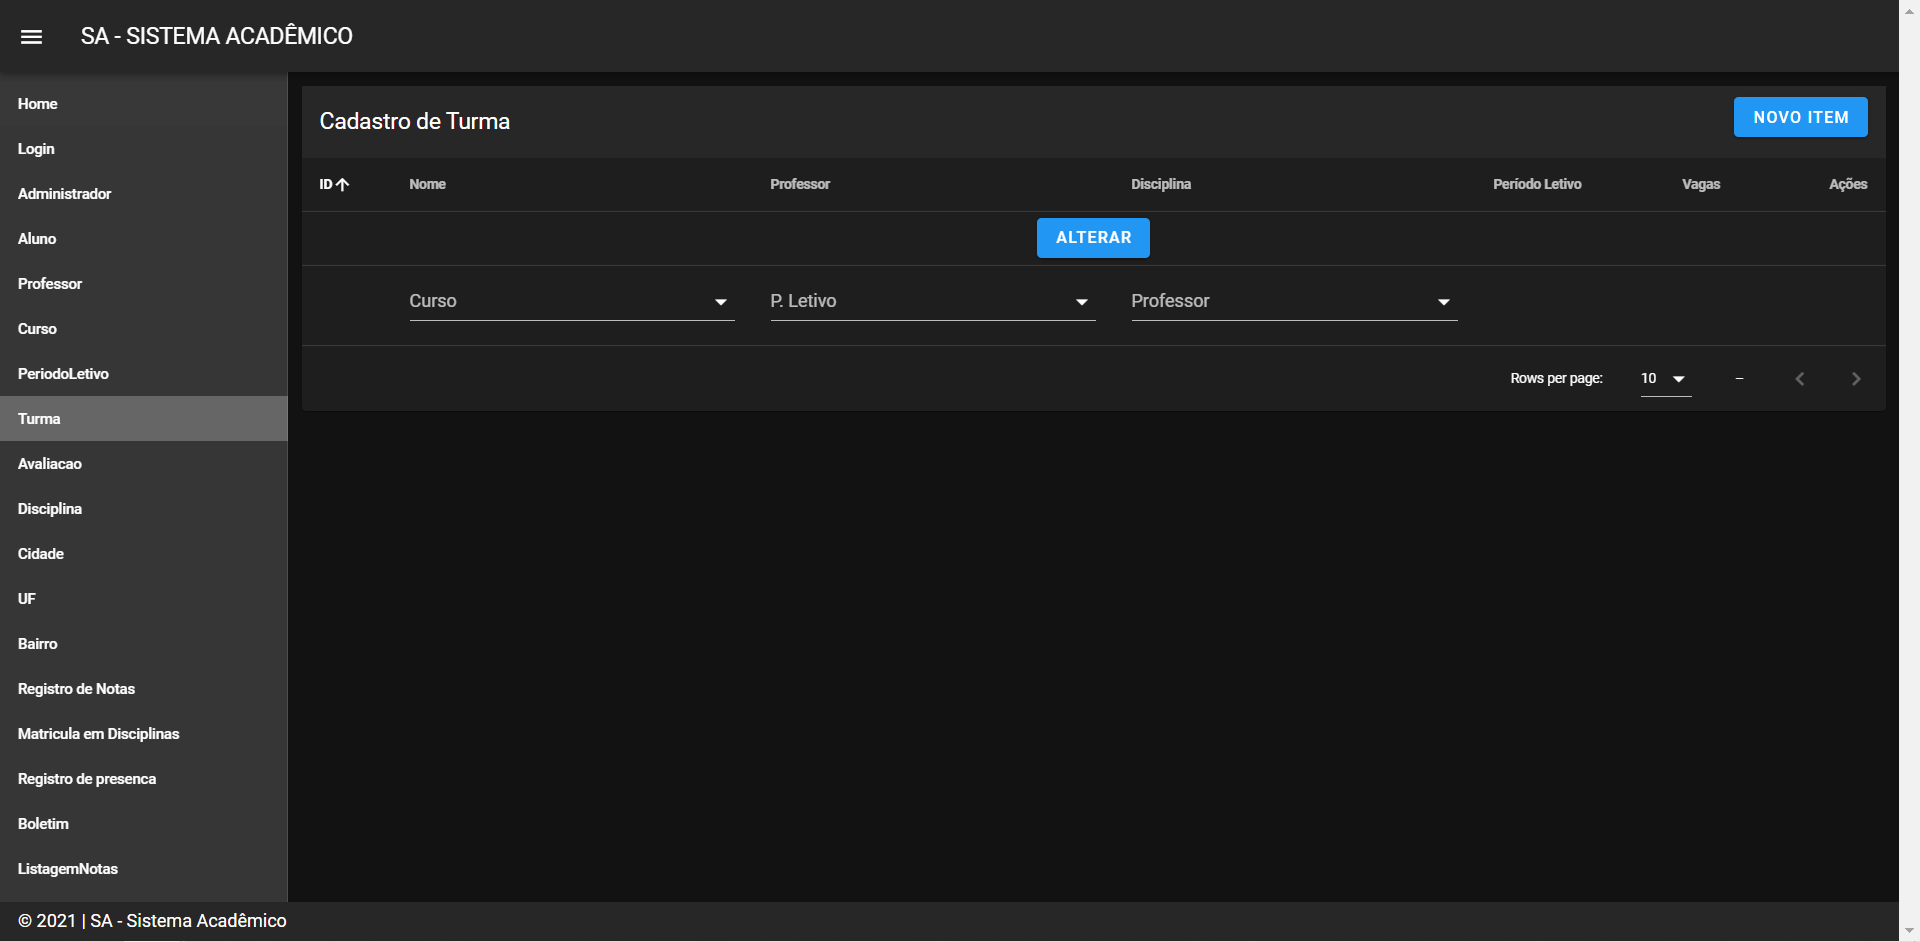 SA - SISTEMA ACADÊMICO
Home
Login
Administrador
Aluno
Professor
Curso
PeriodoLetivo
Turma
Avaliacao
Disciplina
Cidade
UF
Bairro
Registro de Notas
Matricula em Disciplinas
Registro de presenca
Boletim
ListagemNotas
Cadastro de Turma
NOVO ITEM
ID Nome Professor Disciplina Período Letivo Vagas Ações
ALTERAR
Curso P. Letivo Professor
Rows per page: 10 –
© 2021 | SA - Sistema Acadêmico